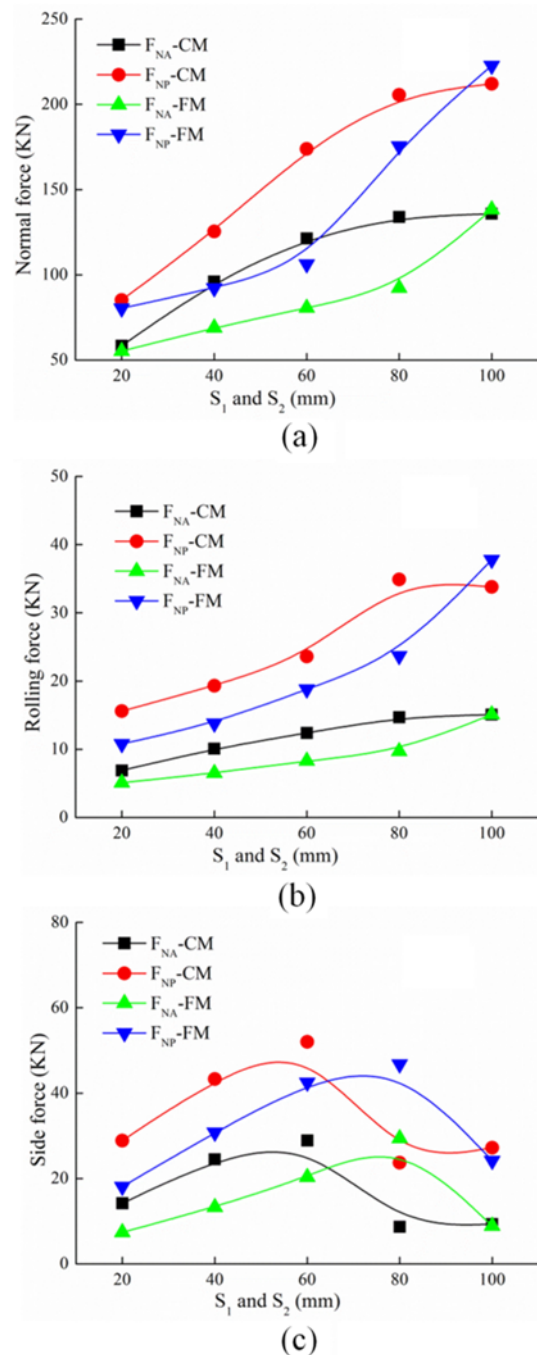 250
200
150
100
50
Normal force (KN)
F_NA-CM
F_NP-CM
F_NA-FM
F_NP-FM
20 40 60 80 100
S_1 and S_2 (mm)
(a)
50
40
30
20
10
0
Rolling force (KN)
F_NA-CM
F_NP-CM
F_NA-FM
F_NP-FM
20 40 60 80 100
S_1 and S_2 (mm)
(b)
80
60
40
20
0
Side force (KN)
F_NA-CM
F_NP-CM
F_NA-FM
F_NP-FM
20 40 60 80 100
S_1 and S_2 (mm)
(c)